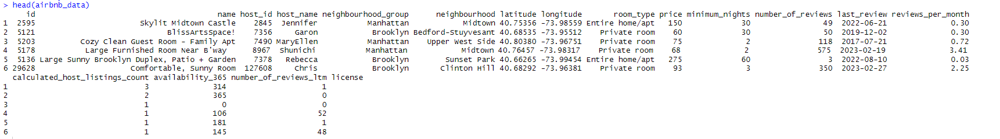 > head(airbnb_data)
id name host_id host_name neighbourhood_group neighbourhood latitude longitude room_type price minimum_nights number_of_reviews last_review reviews_per_month
1 2595 Skylit Midtown Castle 2845 Jennifer Manhattan Midtown 40.75356 -73.98559 Entire home/apt 150 30 49 2022-06-21 0.30
2 5121 BlissArtsSpace! 7356 Garon Brooklyn Bedford-Stuyvesant 40.68535 -73.95512 Private room 60 30 50 2019-12-02 0.30
3 5203 Cozy Clean Guest Room - Family Apt 7490 MaryEllen Manhattan Upper West Side 40.80380 -73.96751 Private room 75 2 118 2017-07-21 0.72
4 5178 Large Furnished Room Near B'way 8967 Shunichi Manhattan Midtown 40.76457 -73.98317 Private room 68 2 575 2023-02-19 3.41
5 5136 Large Sunny Brooklyn Duplex, Patio + Garden 7378 Rebecca Brooklyn Sunset Park 40.66265 -73.99454 Entire home/apt 275 60 3 2022-08-10 0.03
6 29628 Comfortable, Sunny Room 127608 Chris Brooklyn Clinton Hill 40.68292 -73.96381 Private room 93 3 350 2023-02-27 2.25
calculated_host_listings_count availability_365 number_of_reviews_ltm license
1 3 314 1
2 2 365 0
3 1 0 0
4 1 106 52
5 1 181 1
6 1 145 48